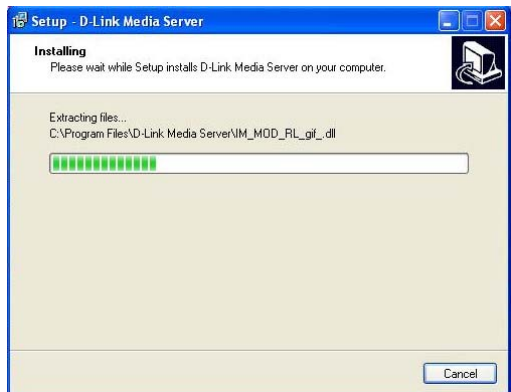 Setup - D-Link Media Server
Installing
Please wait while Setup installs D-Link Media Server on your computer.
Extracting files...
C:\Program Files\D-Link Media Server\IM_MOD_RL_gif_.dll
Cancel